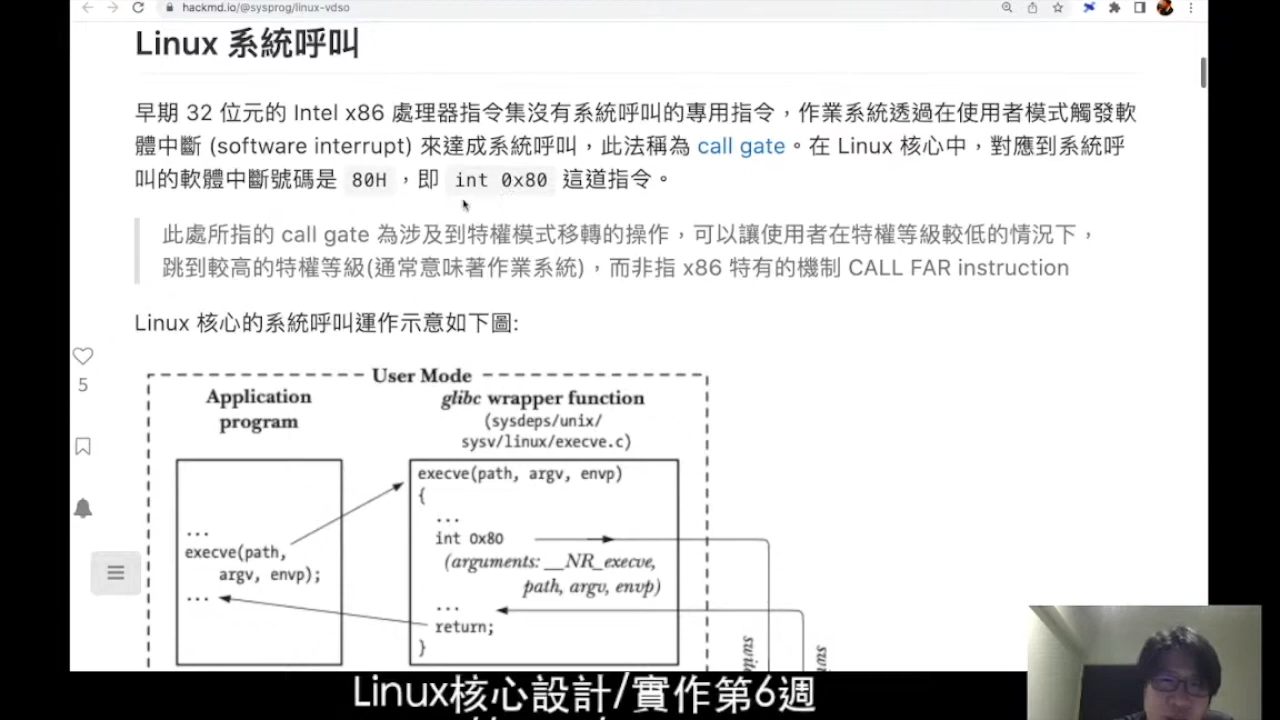 hackmd.io/@sysprog/linux-vdso
Linux 系統呼叫
早期 32 位元的 Intel x86 處理器指令集沒有系統呼叫的專用指令，作業系統透過在使用者模式觸發軟
體中斷 (software interrupt) 來達成系統呼叫，此法稱為 call gate。在 Linux 核心中，對應到系統呼
叫的軟體中斷號碼是 80H ，即 int 0x80 這道指令。
此處所指的 call gate 為涉及到特權模式移轉的操作，可以讓使用者在特權等級較低的情況下，
跳到較高的特權等級(通常意味著作業系統)，而非指 x86 特有的機制 CALL FAR instruction
Linux 核心的系統呼叫運作示意如下圖:
5
User Mode
Application
program
glibc wrapper function
(sysdeps/unix/
sysv/linux/execve.c)
...
execve(path,
argv, envp);
...
execve(path, argv, envp)
{
...
int 0x80
(arguments: __NR_execve,
path, argv, envp)
...
return;
}
Linux核心設計/實作第6週